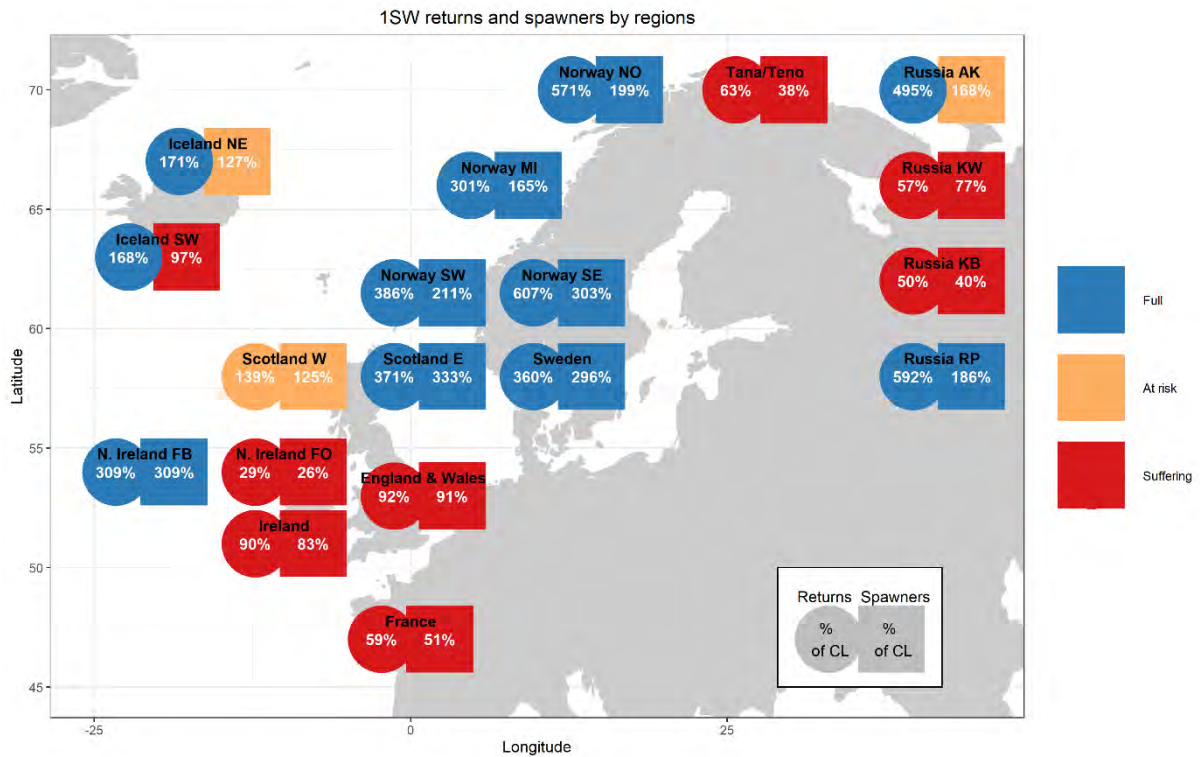 1SW returns and spawners by regions
Norway NO
571% 199%
Tana/Teno
63% 38%
Russia AK
495% 168%
Iceland NE
171% 127%
Norway MI
301% 165%
Russia KW
57% 77%
Iceland SW
168% 97%
Norway SW
386% 211%
Norway SE
607% 303%
Russia KB
50% 40%
Scotland W
139% 125%
Scotland E
371% 333%
Sweden
360% 296%
Russia RP
592% 186%
N. Ireland FB
309% 309%
N. Ireland FO
29% 26%
England & Wales
92% 91%
Ireland
90% 83%
France
59% 51%
Returns Spawners
% %
of CL of CL
Full
At risk
Suffering
70
65
60
55
50
45
Latitude
-25 0 25
Longitude